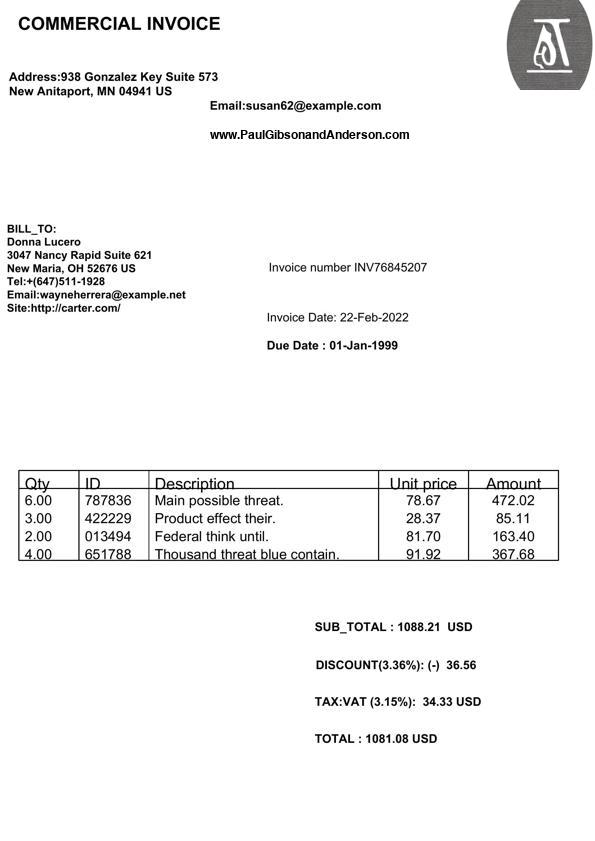 COMMERCIAL INVOICE
Address:938 Gonzalez Key Suite 573
New Anitaport, MN 04941 US
Email:susan62@example.com
www.PaulGibsonandAnderson.com
BILL_TO:
Donna Lucero
3047 Nancy Rapid Suite 621
New Maria, OH 52676 US
Tel:+(647)511-1928
Email:wayneherrera@example.net
Site:http://carter.com/
Invoice number INV76845207
Invoice Date: 22-Feb-2022
Due Date : 01-Jan-1999
Qty ID Description Unit price Amount
6.00 787836 Main possible threat. 78.67 472.02
3.00 422229 Product effect their. 28.37 85.11
2.00 013494 Federal think until. 81.70 163.40
4.00 651788 Thousand threat blue contain. 91.92 367.68
SUB_TOTAL : 1088.21 USD
DISCOUNT(3.36%): (-) 36.56
TAX:VAT (3.15%): 34.33 USD
TOTAL : 1081.08 USD